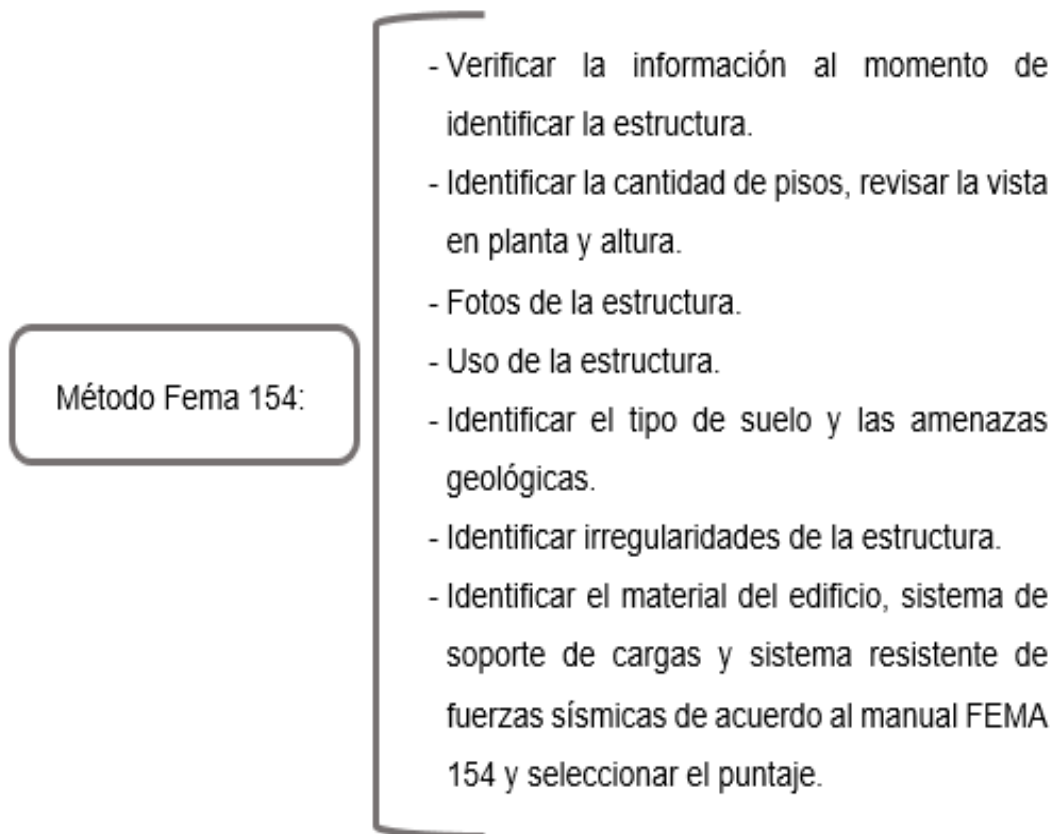 Método Fema 154:
- Verificar la información al momento de
identificar la estructura.
- Identificar la cantidad de pisos, revisar la vista
en planta y altura.
- Fotos de la estructura.
- Uso de la estructura.
- Identificar el tipo de suelo y las amenazas
geológicas.
- Identificar irregularidades de la estructura.
- Identificar el material del edificio, sistema de
soporte de cargas y sistema resistente de
fuerzas sísmicas de acuerdo al manual FEMA
154 y seleccionar el puntaje.